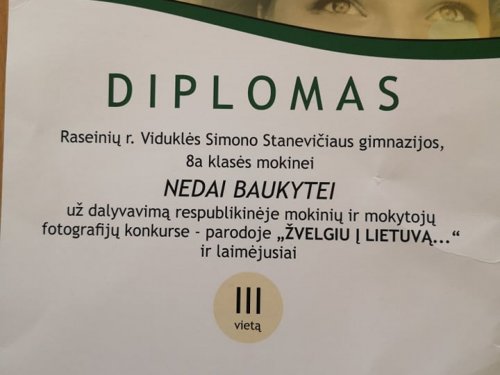 DIPLOMAS
Raseinių r. Viduklės Simono Stanevičiaus gimnazijos,
8a klasės mokinei
NEDAI BAUKYTEI
už dalyvavimą respublikinėje mokinių ir mokytojų
fotografijų konkurse - parodoje „ŽVELGIU Į LIETUVĄ...“
ir laimėjusiai
III
vietą